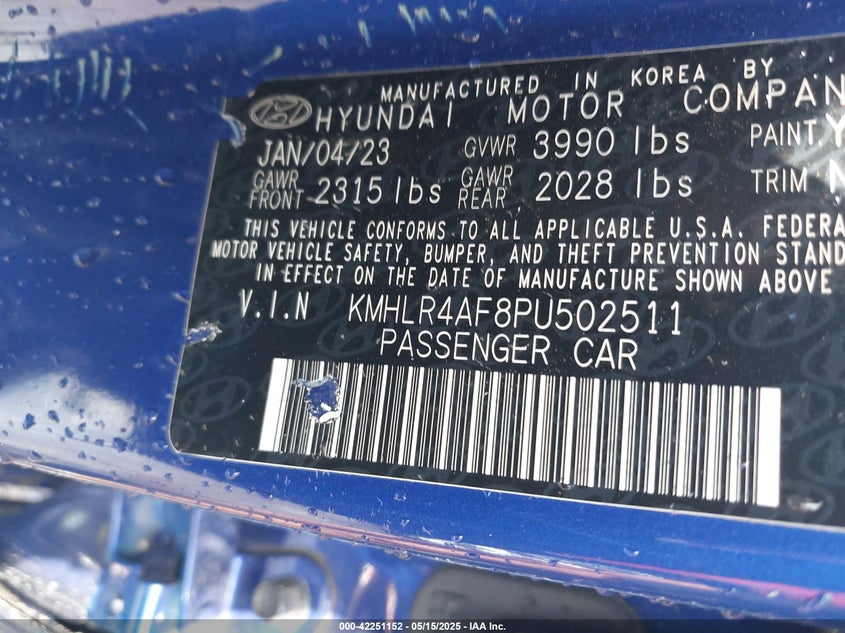 MANUFACTURED IN KOREA BY
HYUNDAI MOTOR COMPAN
JAN/04/23 GVWR 3990 lbs PAINT.Y
GAWR FRONT 2315 lbs GAWR REAR 2028 lbs TRIM N
THIS VEHICLE CONFORMS TO ALL APPLICABLE U.S.A. FEDERA
MOTOR VEHICLE SAFETY, BUMPER, AND THEFT PREVENTION STAND
IN EFFECT ON THE DATE OF MANUFACTURE SHOWN ABOVE
V.I.N KMHLR4AF8PU502511
PASSENGER CAR
000-42251152 - 05/15/2025 - IAA Inc.